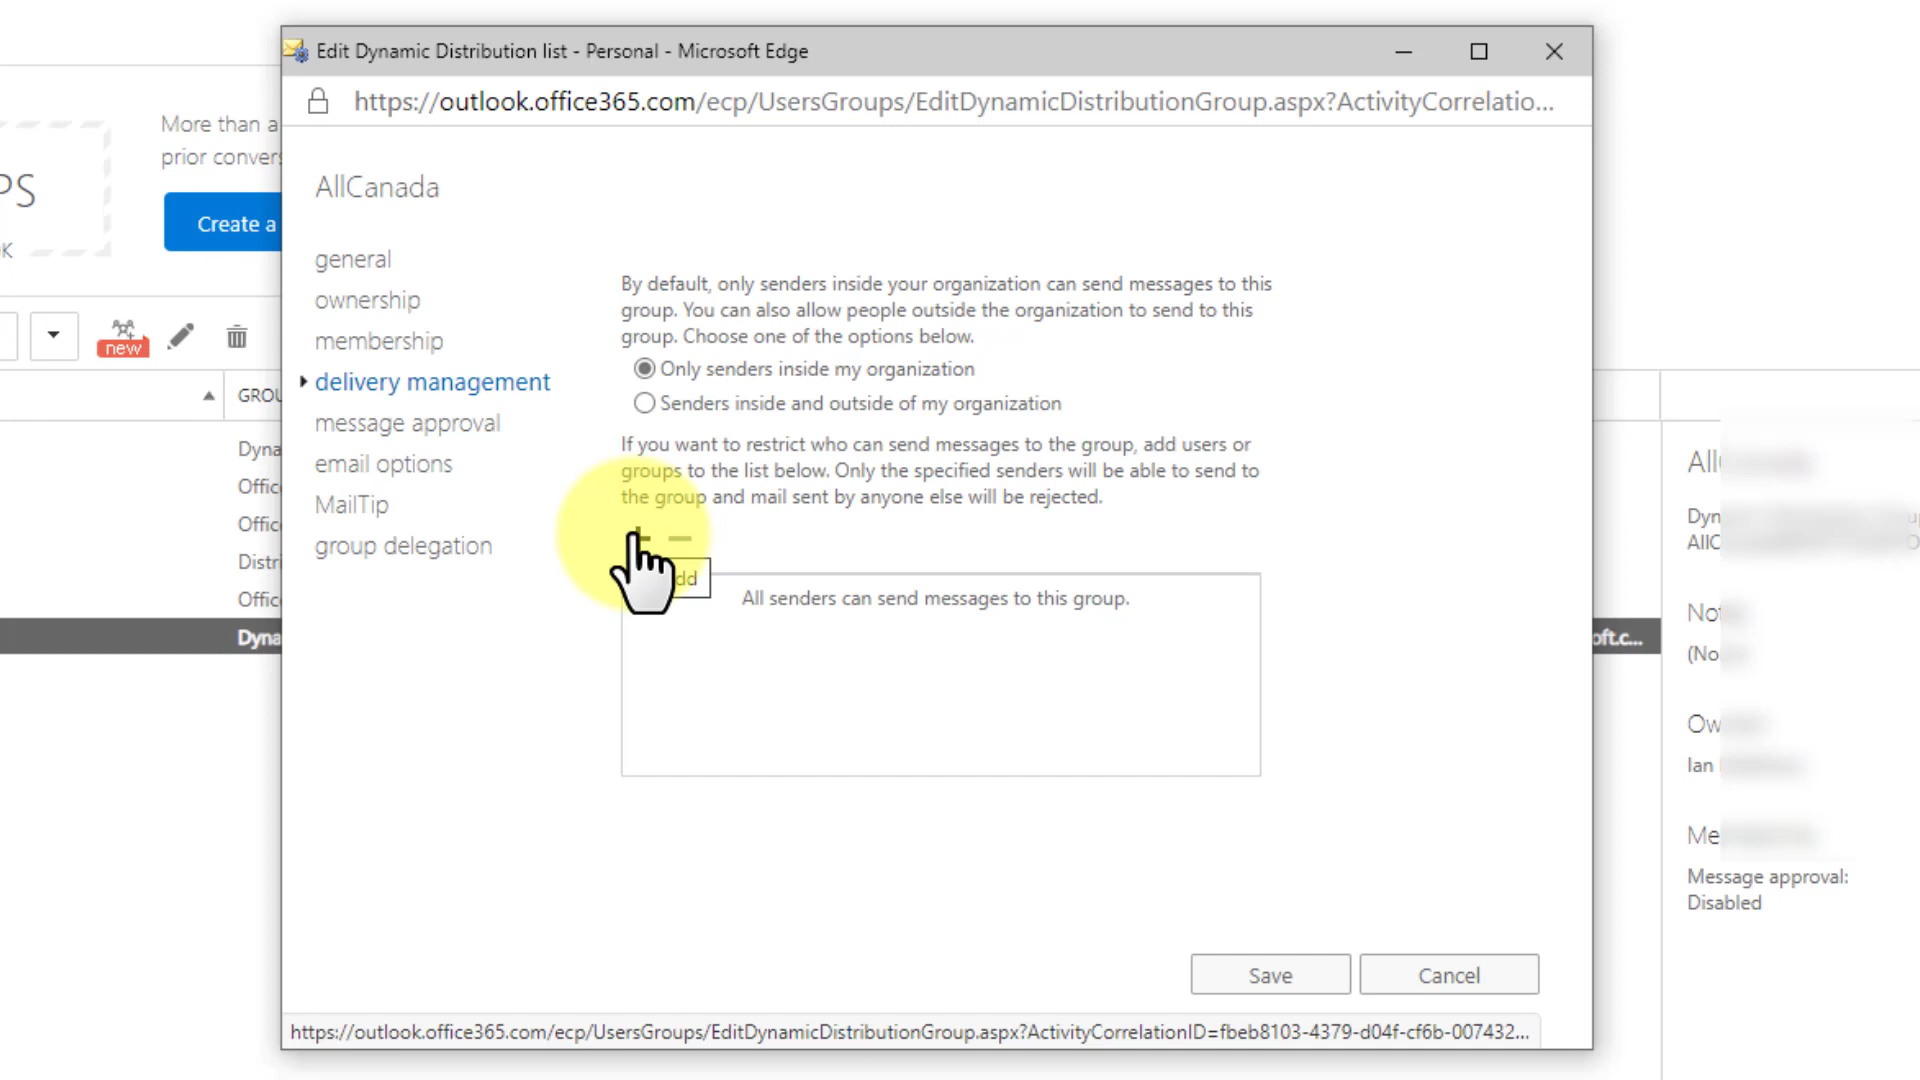 Edit Dynamic Distribution list - Personal - Microsoft Edge
https://outlook.office365.com/ecp/UsersGroups/EditDynamicDistributionGroup.aspx?ActivityCorrelatio...
More than a
prior convers
PS
Create a
AllCanada
general
ownership
membership
delivery management
message approval
email options
MailTip
group delegation
By default, only senders inside your organization can send messages to this
group. You can also allow people outside the organization to send to this
group. Choose one of the options below.
Only senders inside my organization
Senders inside and outside of my organization
If you want to restrict who can send messages to the group, add users or
groups to the list below. Only the specified senders will be able to send to
the group and mail sent by anyone else will be rejected.
dd
All senders can send messages to this group.
new
GROU
Dyna
Offic
Offic
Distri
Offic
Dyna
oft.c...
All
Dyn
AllC
No
(No
Ow
Ian
Me
Message approval:
Disabled
Save
Cancel
https://outlook.office365.com/ecp/UsersGroups/EditDynamicDistributionGroup.aspx?ActivityCorrelationID=fbeb8103-4379-d04f-cf6b-007432...